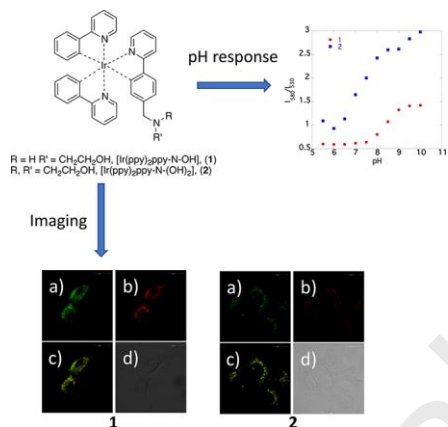 N
N
Ir
N
N
R
R'
R = H R' = CH₂CH₂OH, [Ir(ppy)₂ppy-N-OH], (1)
R, R' = CH₂CH₂OH, [Ir(ppy)₂ppy-N-(OH)₂], (2)
pH response
3
2.5
2
1.5
1
0.5
1
2
5 6 7 8 9 10 11
pH
Imaging
a) b)
c) d)
1
a) b)
c) d)
2